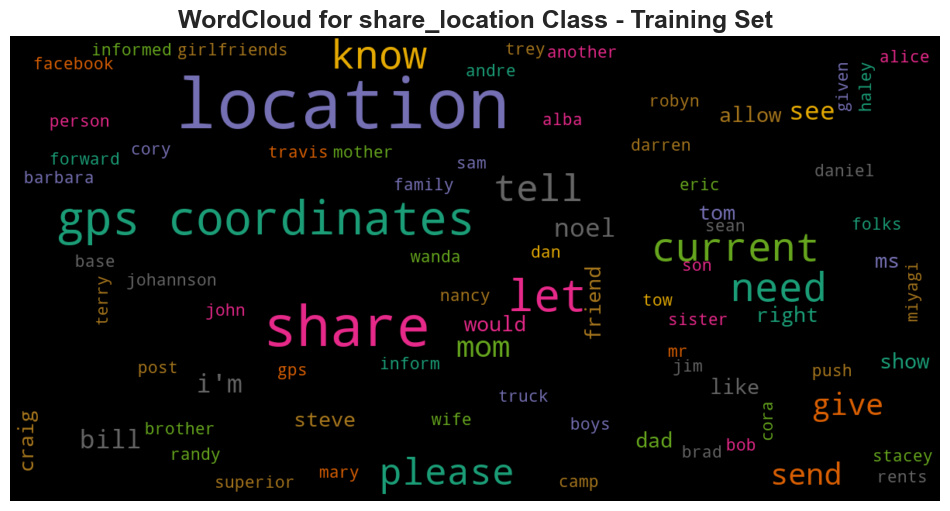 WordCloud for share_location Class - Training Set
informed girlfriends know trey another
facebook andre alice
location given haley
robyn allow see
person alba
cory travis mother darren
forward sam daniel
barbara family tell eric
gps coordinates noel tom sean folks
wanda dan current
base son ms
johannson terry friend need miyagi
nancy let tow
john share would sister right
mom mr
post gps inform jim show
i'm truck like push
craig steve wife boys cora give
brother bill dad bob
randy brad stacey
superior mary please camp send rents